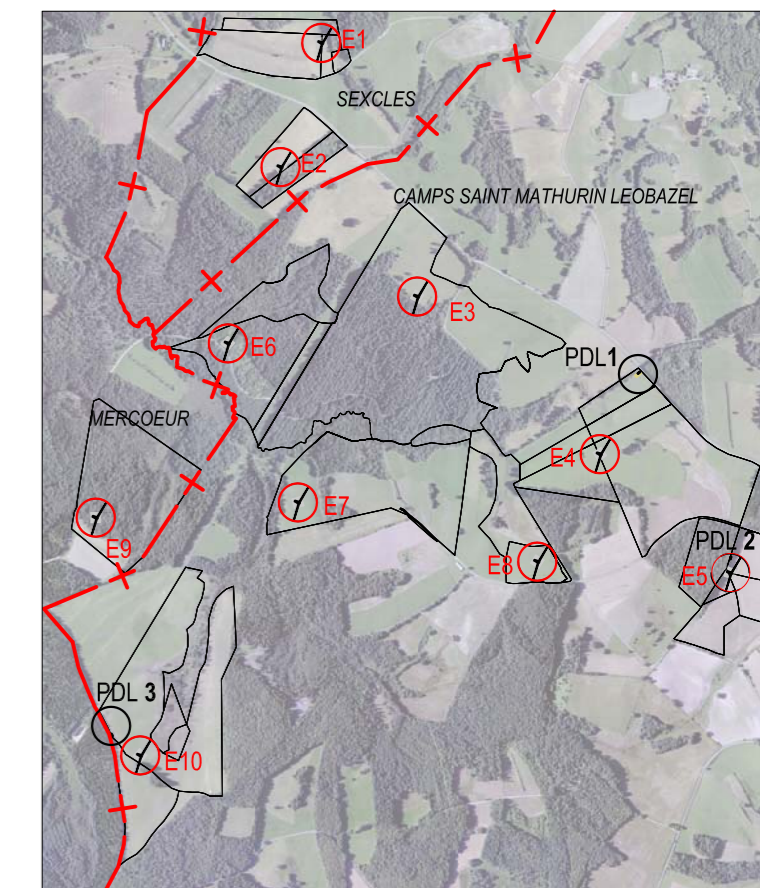 E1
SEXCLES
E2
CAMPS SAINT MATHURIN LEOBAZEL
E3
E6
PDL1
MERCOEUR
E4
E7
E9
E8
PDL 2
E5
PDL 3
E10